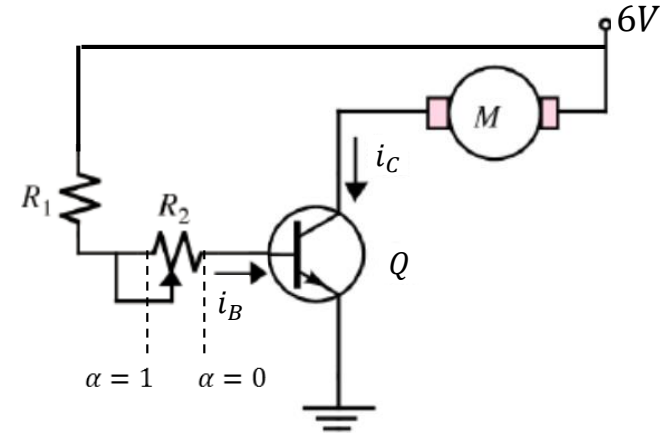 6V
M
i_C
R_1
R_2
Q
i_B
α = 1
α = 0